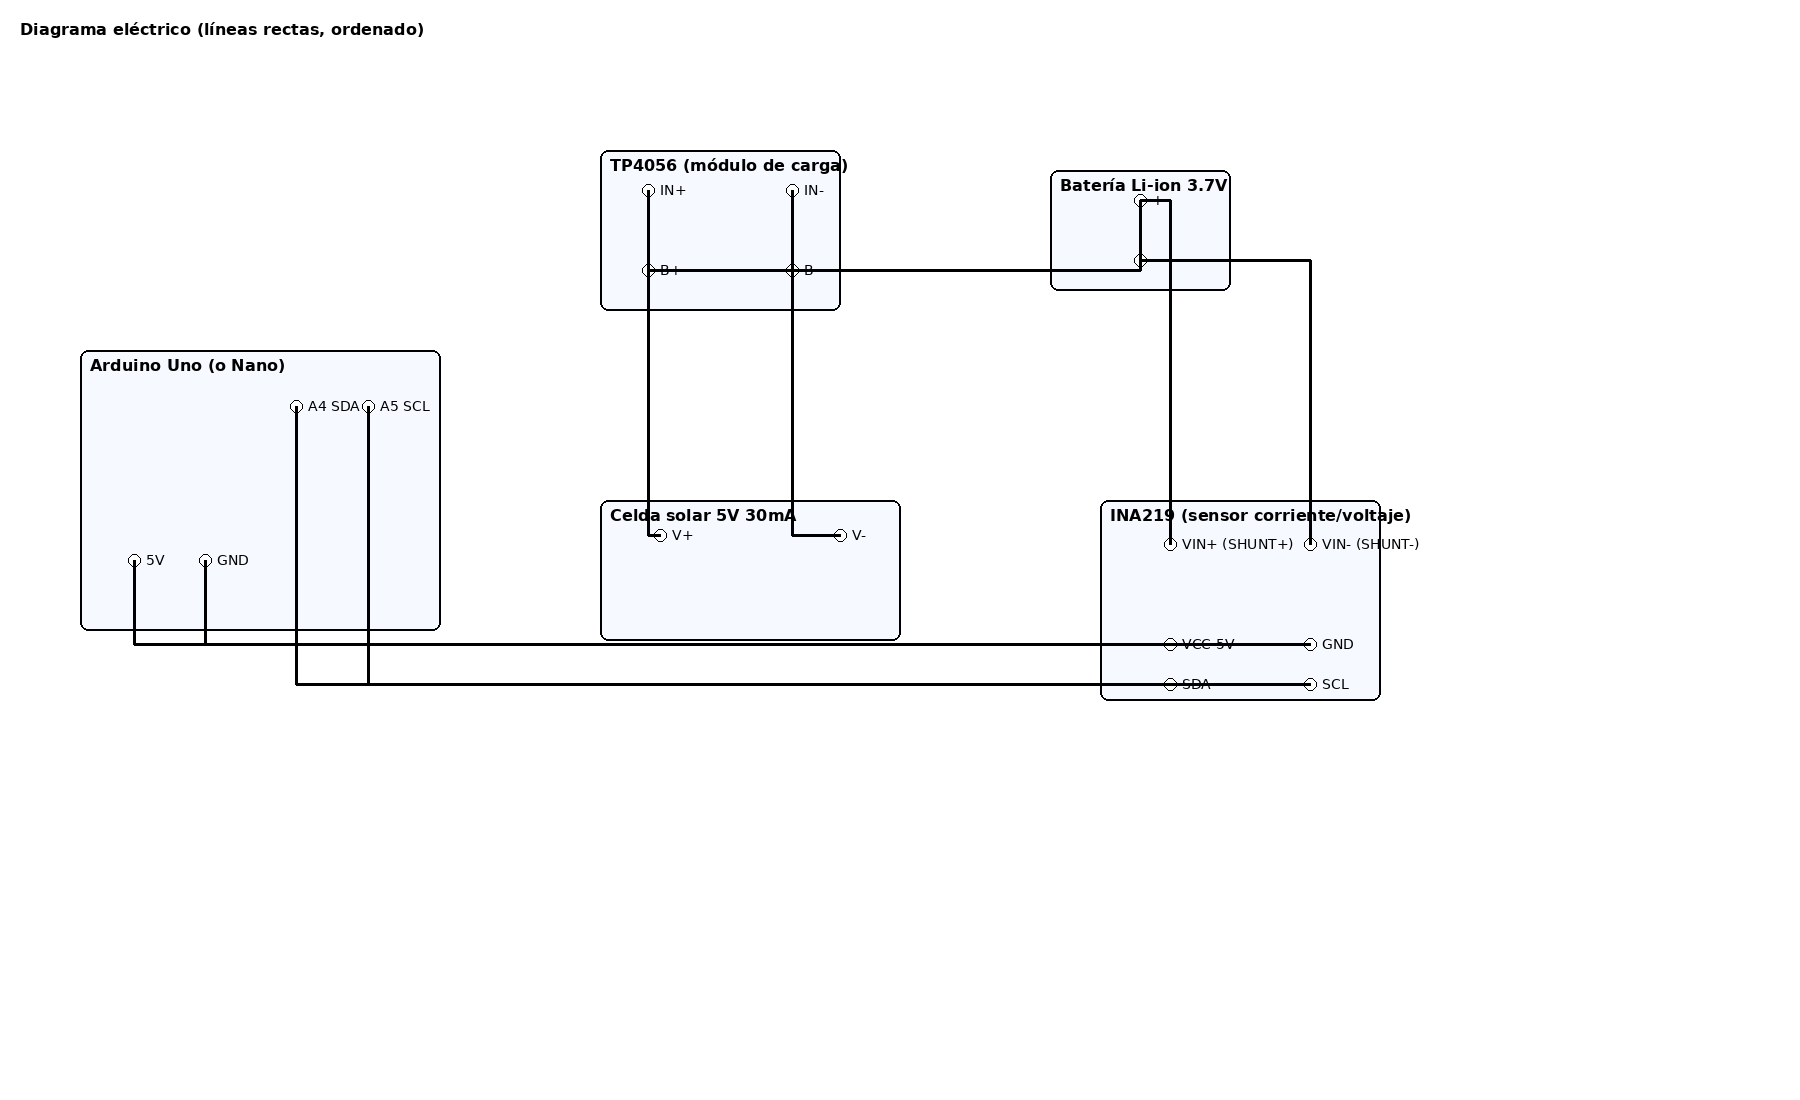 Diagrama eléctrico (líneas rectas, ordenado)
TP4056 (módulo de carga)
IN+ IN-
B+ B-
Batería Li-ion 3.7V
+
Arduino Uno (o Nano)
A4 SDA A5 SCL
5V GND
Celda solar 5V 30mA
V+ V-
INA219 (sensor corriente/voltaje)
VIN+ (SHUNT+) VIN- (SHUNT-)
VCC 5V GND
SDA SCL